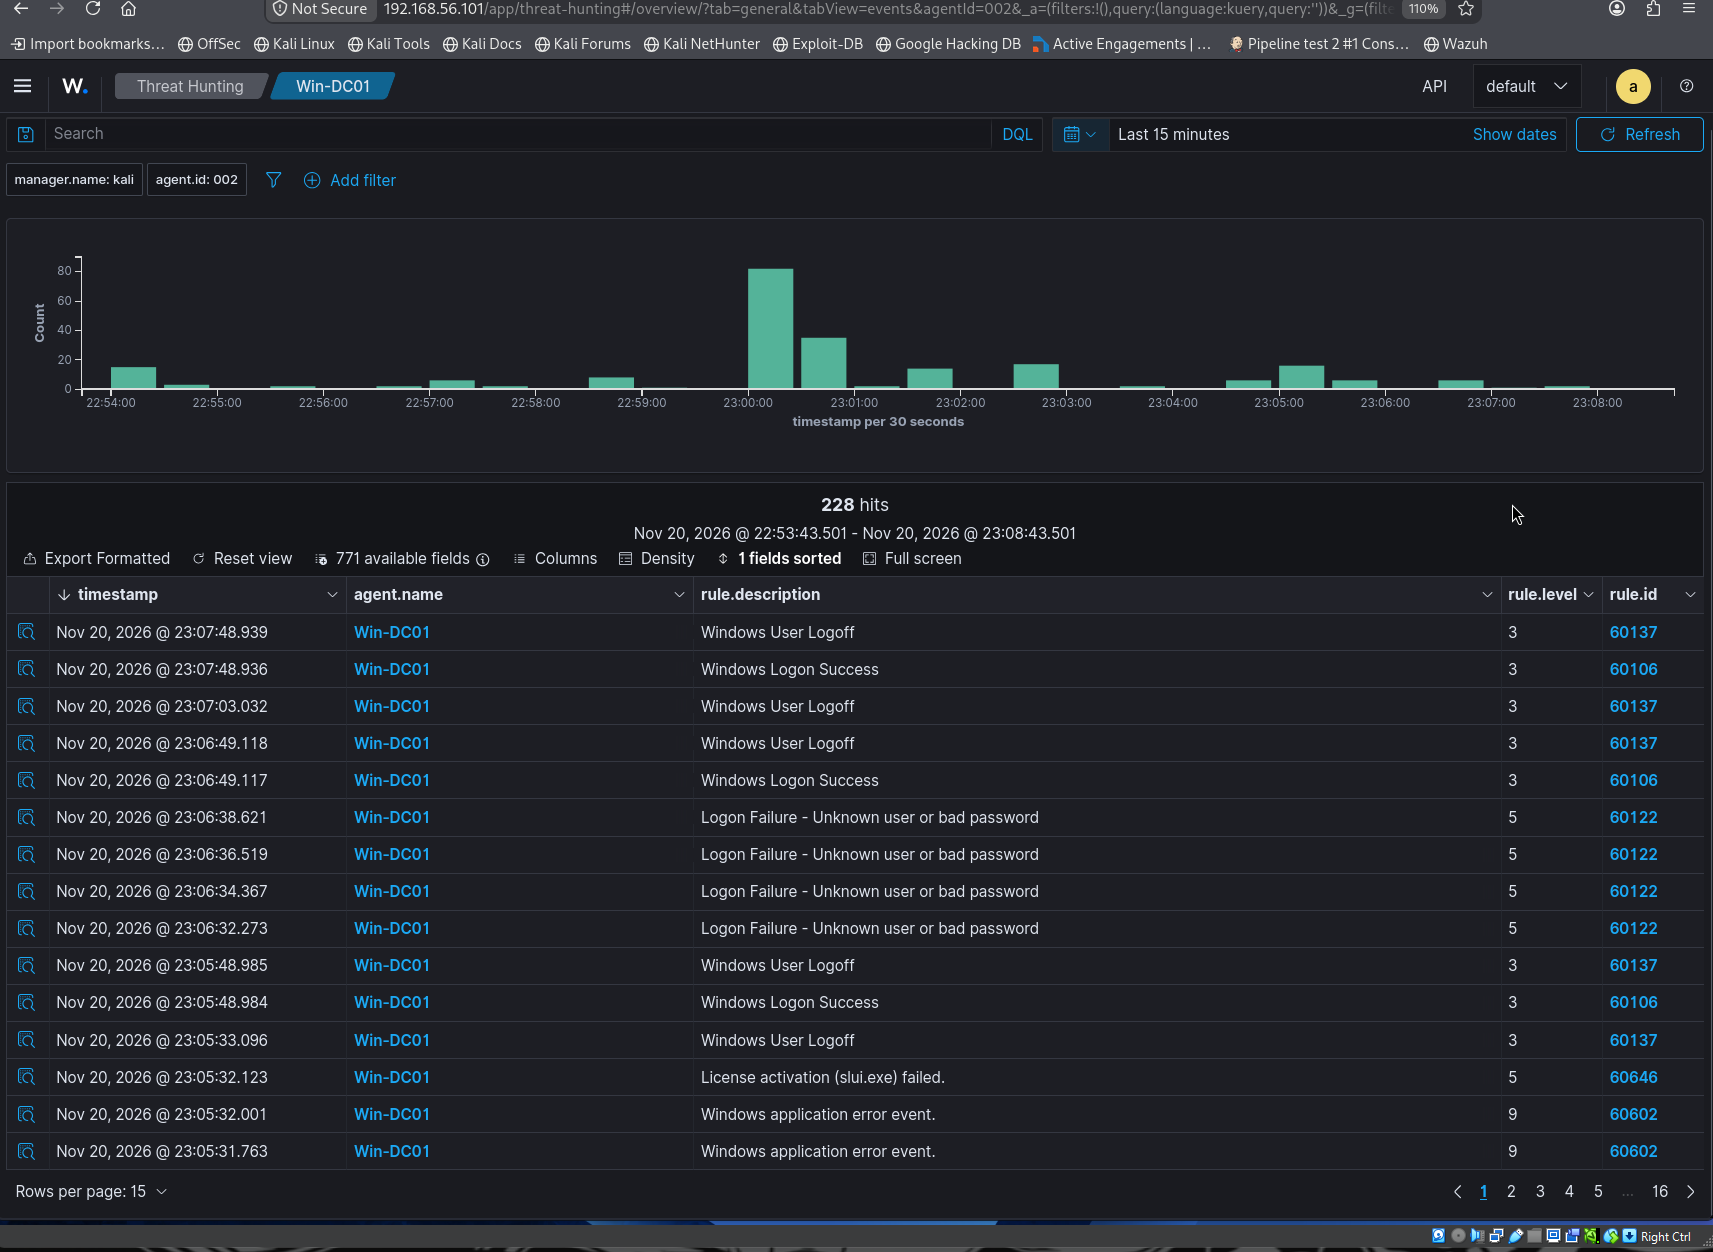 Not Secure 192.168.56.101/app/threat-hunting#/overview/?tab=general&tabView=events&agentId=002&_a=(filters:!(),query:(language:kuery,query:''))&_g=(filte 110%
Import bookmarks... OffSec Kali Linux Kali Tools Kali Docs Kali Forums Kali NetHunter Exploit-DB Google Hacking DB Active Engagements | ... Pipeline test 2 #1 Cons... Wazuh
W. Threat Hunting Win-DC01 API default a
Search DQL Last 15 minutes Show dates Refresh
manager.name: kali agent.id: 002 Add filter
80
60
40
20
0
Count
22:54:00 22:55:00 22:56:00 22:57:00 22:58:00 22:59:00 23:00:00 23:01:00 23:02:00 23:03:00 23:04:00 23:05:00 23:06:00 23:07:00 23:08:00
timestamp per 30 seconds
228 hits
Nov 20, 2026 @ 22:53:43.501 - Nov 20, 2026 @ 23:08:43.501
Export Formatted Reset view 771 available fields Columns Density 1 fields sorted Full screen
timestamp agent.name rule.description rule.level rule.id
Nov 20, 2026 @ 23:07:48.939 Win-DC01 Windows User Logoff 3 60137
Nov 20, 2026 @ 23:07:48.936 Win-DC01 Windows Logon Success 3 60106
Nov 20, 2026 @ 23:07:03.032 Win-DC01 Windows User Logoff 3 60137
Nov 20, 2026 @ 23:06:49.118 Win-DC01 Windows User Logoff 3 60137
Nov 20, 2026 @ 23:06:49.117 Win-DC01 Windows Logon Success 3 60106
Nov 20, 2026 @ 23:06:38.621 Win-DC01 Logon Failure - Unknown user or bad password 5 60122
Nov 20, 2026 @ 23:06:36.519 Win-DC01 Logon Failure - Unknown user or bad password 5 60122
Nov 20, 2026 @ 23:06:34.367 Win-DC01 Logon Failure - Unknown user or bad password 5 60122
Nov 20, 2026 @ 23:06:32.273 Win-DC01 Logon Failure - Unknown user or bad password 5 60122
Nov 20, 2026 @ 23:05:48.985 Win-DC01 Windows User Logoff 3 60137
Nov 20, 2026 @ 23:05:48.984 Win-DC01 Windows Logon Success 3 60106
Nov 20, 2026 @ 23:05:33.096 Win-DC01 Windows User Logoff 3 60137
Nov 20, 2026 @ 23:05:32.123 Win-DC01 License activation (slui.exe) failed. 5 60646
Nov 20, 2026 @ 23:05:32.001 Win-DC01 Windows application error event. 9 60602
Nov 20, 2026 @ 23:05:31.763 Win-DC01 Windows application error event. 9 60602
Rows per page: 15 1 2 3 4 5 ... 16
Right Ctrl